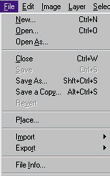 File Edit Image Layer Selec
New... Ctrl+N
Open... Ctrl+O
Open As...
Close Ctrl+W
Save Ctrl+S
Save As... Shft+Ctrl+S
Save a Copy... Alt+Ctrl+S
Revert
Place...
Import
Export
File Info...